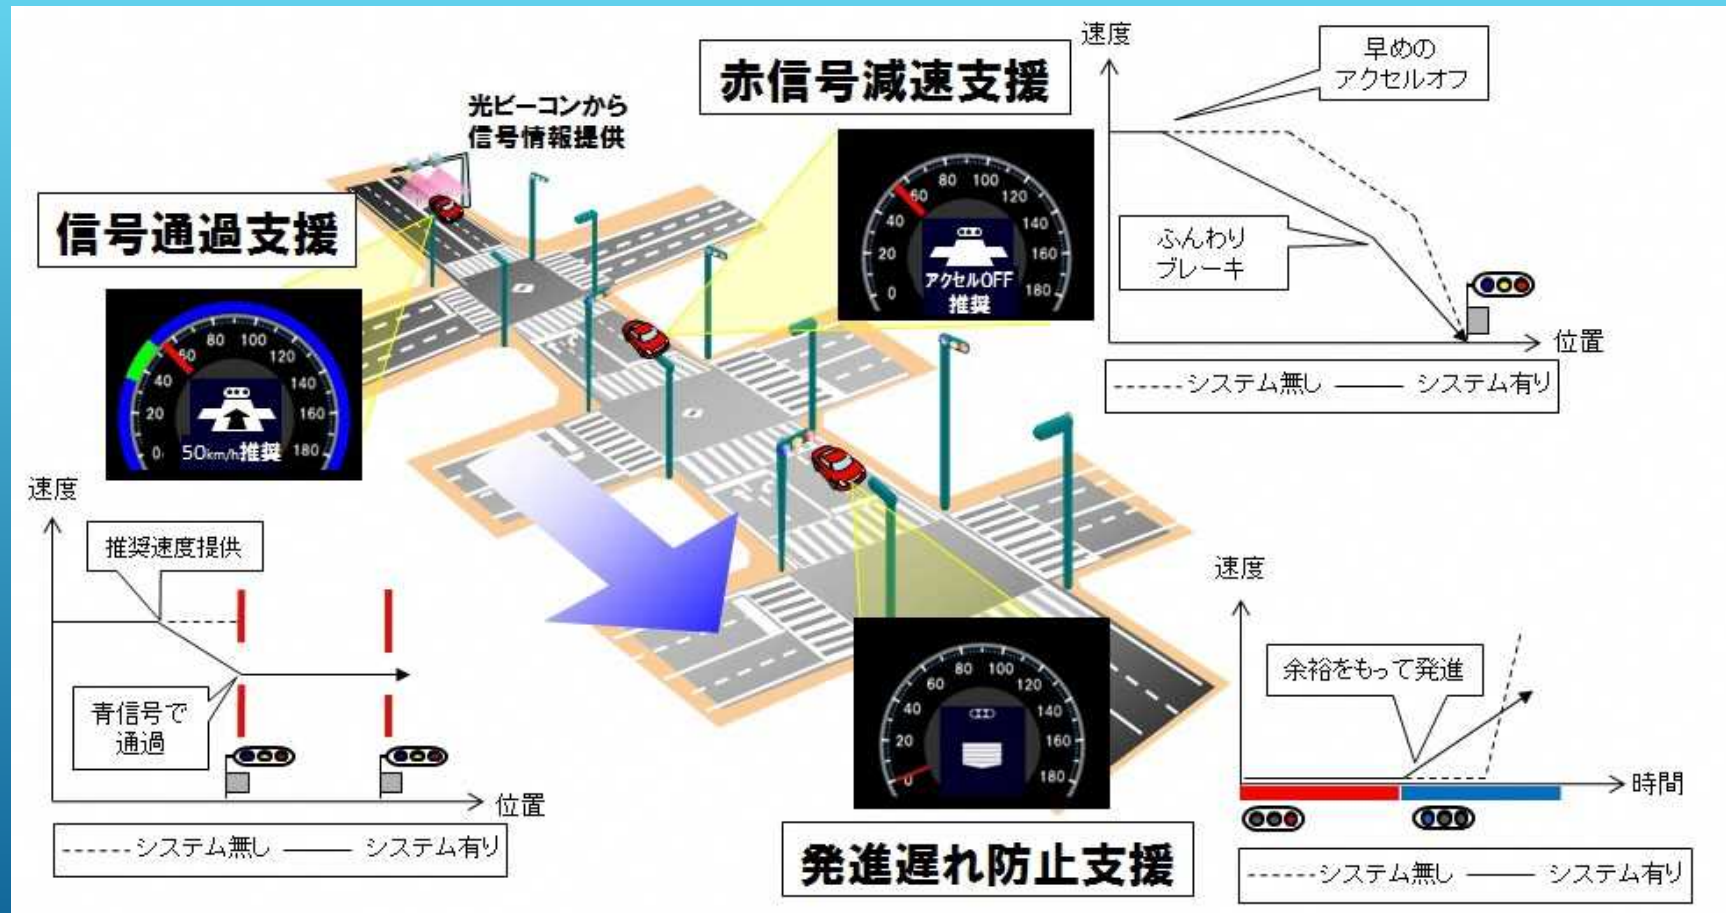 光ビーコンから
信号情報提供
信号通過支援
0
20
40
60
80
100
120
140
160
180
50km/h推奨
速度
推奨速度提供
青信号で
通過
位置
システム無し
システム有り
赤信号減速支援
0
20
40
60
80
100
120
140
160
180
アクセルOFF
推奨
速度
早めの
アクセルオフ
ふんわり
ブレーキ
位置
システム無し
システム有り
0
20
40
60
80
100
120
140
160
180
発進遅れ防止支援
速度
余裕をもって発進
時間
システム無し
システム有り